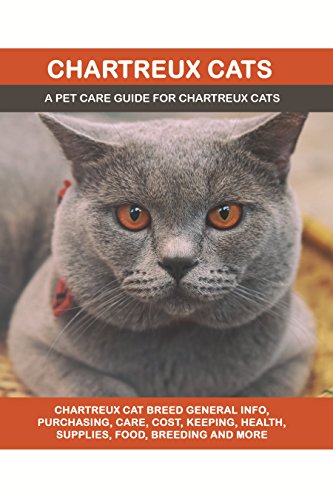 CHARTREUX CATS
A PET CARE GUIDE FOR CHARTREUX CATS
CHARTREUX CAT BREED GENERAL INFO,
PURCHASING, CARE, COST, KEEPING, HEALTH,
SUPPLIES, FOOD, BREEDING AND MORE